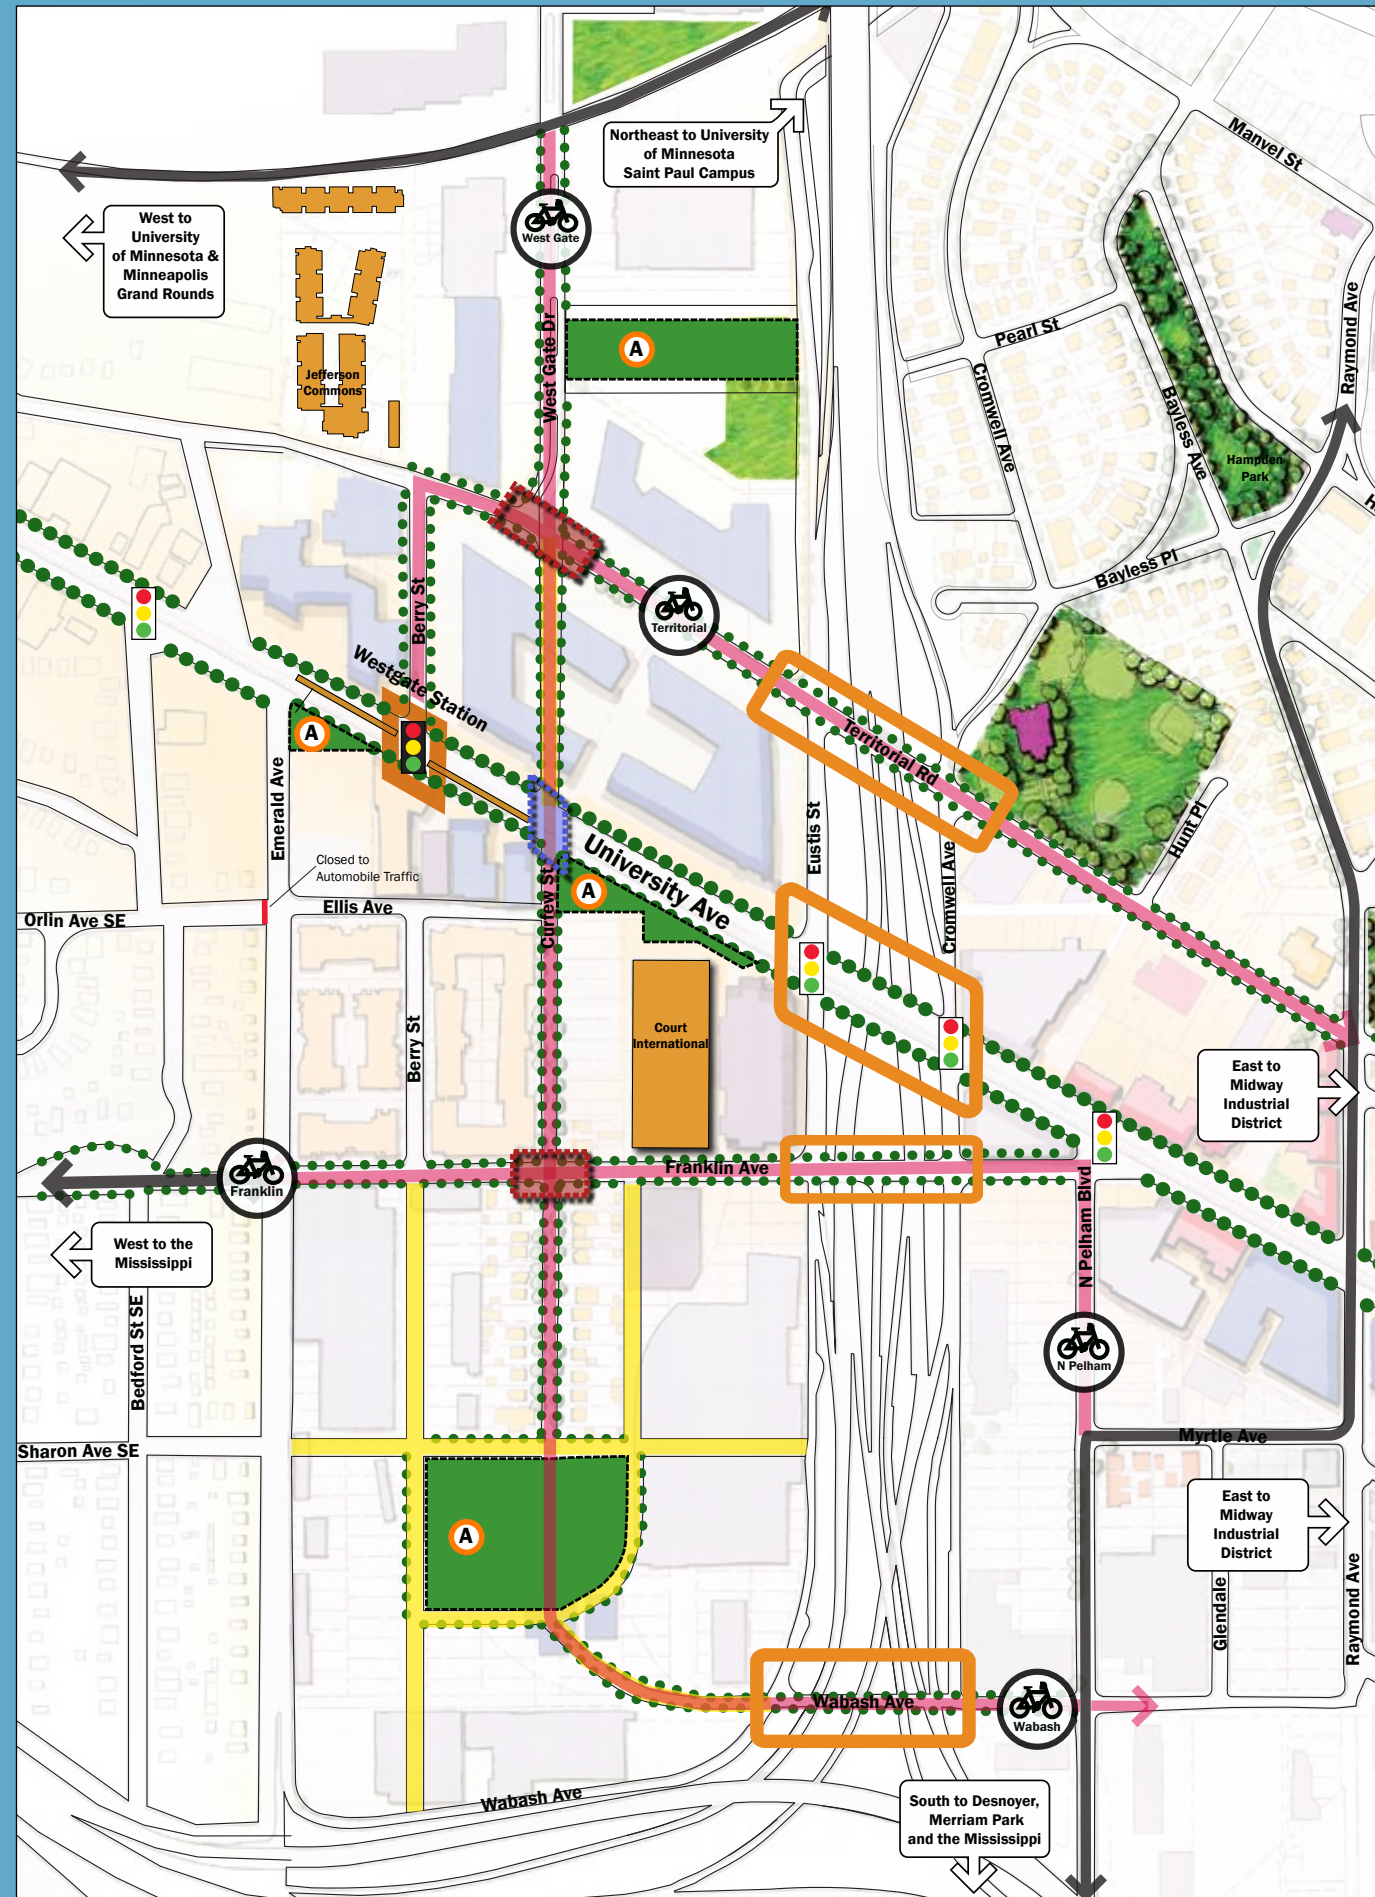 Northeast to University
of Minnesota
Saint Paul Campus
Manvel St
West to
University
of Minnesota &
Minneapolis
Grand Rounds
West Gate
Raymond Ave
Pearl St
West Gate Dr
A
Jefferson
Commons
Cromwell Ave
Bayless Ave
Hampden
Park
Bayless Pl
Berry St
Territorial
Westgate Station
A
Territorial Rd
Emerald Ave
Eustis St
Hunt Pl
Closed to
Automobile Traffic
University Ave
Cromwell Ave
A
Curfew St
Orlin Ave SE
Ellis Ave
Court
International
Berry St
East to
Midway
Industrial
District
Franklin
Franklin Ave
N Pelham Blvd
West to the
Mississippi
Bedford St SE
N Pelham
Sharon Ave SE
Myrtle Ave
A
East to
Midway
Industrial
District
Glendale
Raymond Ave
Wabash Ave
Wabash
Wabash Ave
South to Desnoyer,
Merriam Park
and the Mississippi